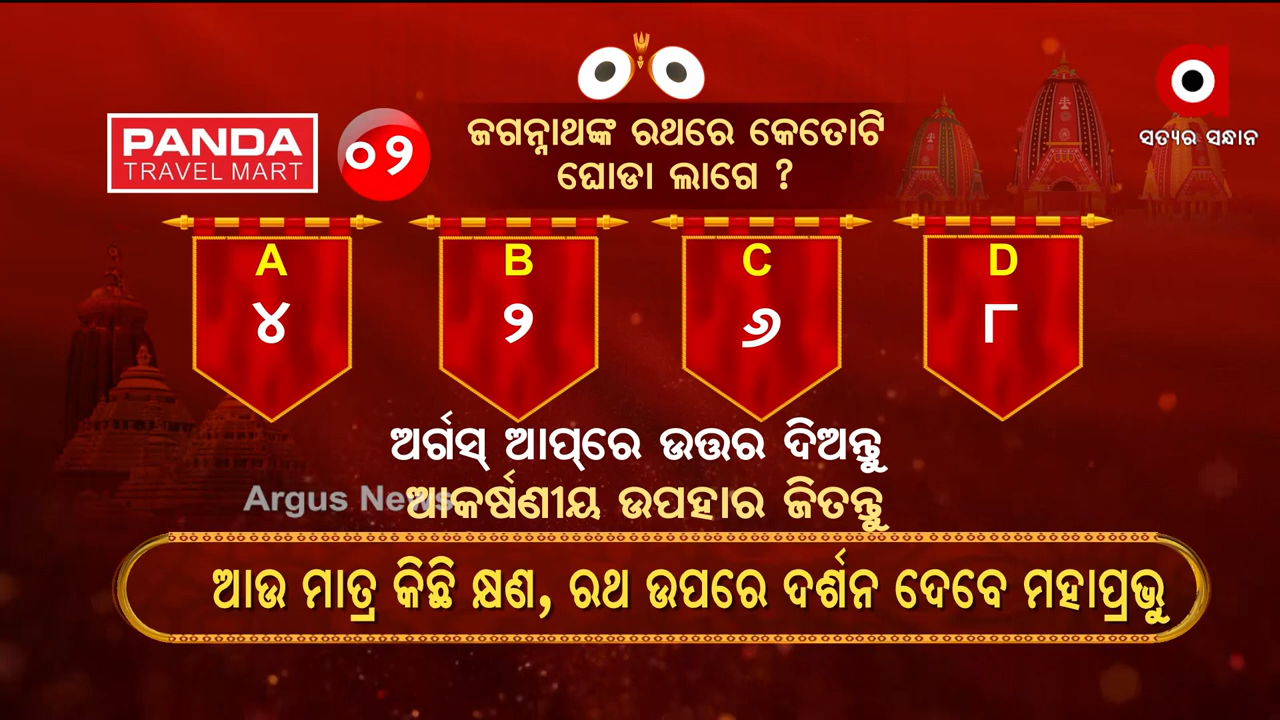 ଜଗନ୍ନାଥଙ୍କ ରଥରେ କେତୋଟି
ଘୋଡା ଲାଗେ ?
PANDA
TRAVEL MART
୦୨
ସତ୍ୟର ସନ୍ଧାନ
A
୪
B
୨
C
୬
D
୮
ଅର୍ଗସ୍ ଆପ୍‌ରେ ଉତ୍ତର ଦିଅନ୍ତୁ
Argus News
ଆକର୍ଷଣୀୟ ଉପହାର ଜିତନ୍ତୁ
ଆଉ ମାତ୍ର କିଛି କ୍ଷଣ, ରଥ ଉପରେ ଦର୍ଶନ ଦେବେ ମହାପ୍ରଭୁ